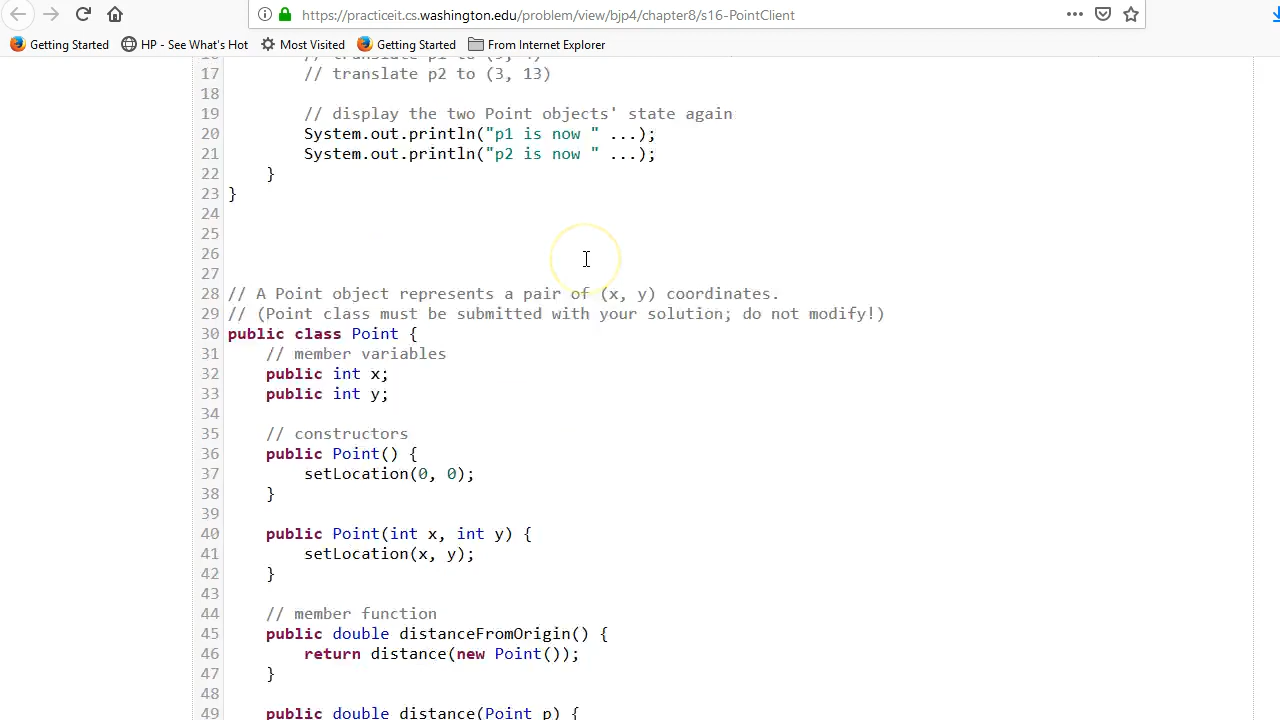 https://practiceit.cs.washington.edu/problem/view/bjp4/chapter8/s16-PointClient
Getting Started HP - See What's Hot Most Visited Getting Started From Internet Explorer
17 // translate p2 to (3, 13)
18
19 // display the two Point objects' state again
20 System.out.println("p1 is now " ...);
21 System.out.println("p2 is now " ...);
22 }
23 }
24
25
26
27
28 // A Point object represents a pair of (x, y) coordinates.
29 // (Point class must be submitted with your solution; do not modify!)
30 public class Point {
31 // member variables
32 public int x;
33 public int y;
34
35 // constructors
36 public Point() {
37 setLocation(0, 0);
38 }
39
40 public Point(int x, int y) {
41 setLocation(x, y);
42 }
43
44 // member function
45 public double distanceFromOrigin() {
46 return distance(new Point());
47 }
48
49 public double distance(Point p) {